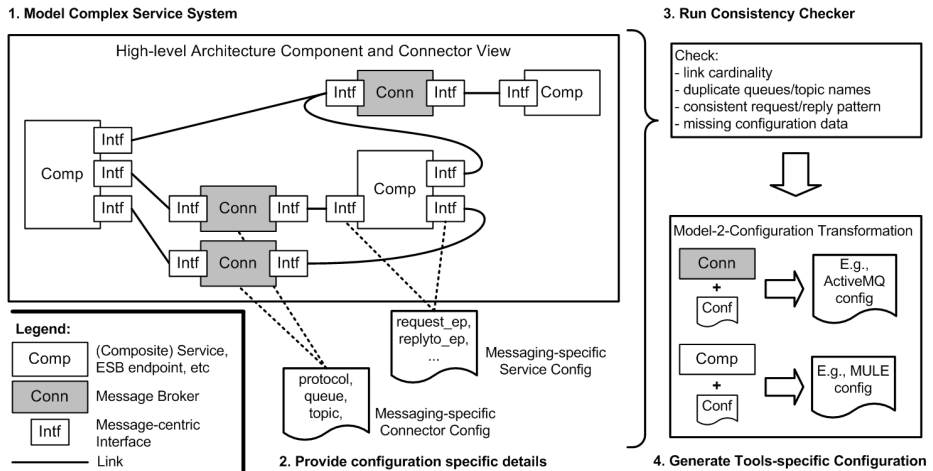 1. Model Complex Service System
High-level Architecture Component and Connector View
Intf
Conn
Intf
Intf
Comp
Comp
Intf
Intf
Intf
Comp
Intf
Intf
Intf
Conn
Intf
Intf
Intf
Conn
Intf
request_ep,
replyto_ep,
...
Messaging-specific
Service Config
protocol,
queue,
topic,
Messaging-specific
Connector Config
Legend:
Comp
(Composite) Service,
ESB endpoint, etc
Conn
Message Broker
Intf
Message-centric
Interface
Link
2. Provide configuration specific details
3. Run Consistency Checker
Check:
- link cardinality
- duplicate queues/topic names
- consistent request/reply pattern
- missing configuration data
Model-2-Configuration Transformation
Conn
+
Conf
E.g.,
ActiveMQ
config
Comp
+
Conf
E.g., MULE
config
4. Generate Tools-specific Configuration